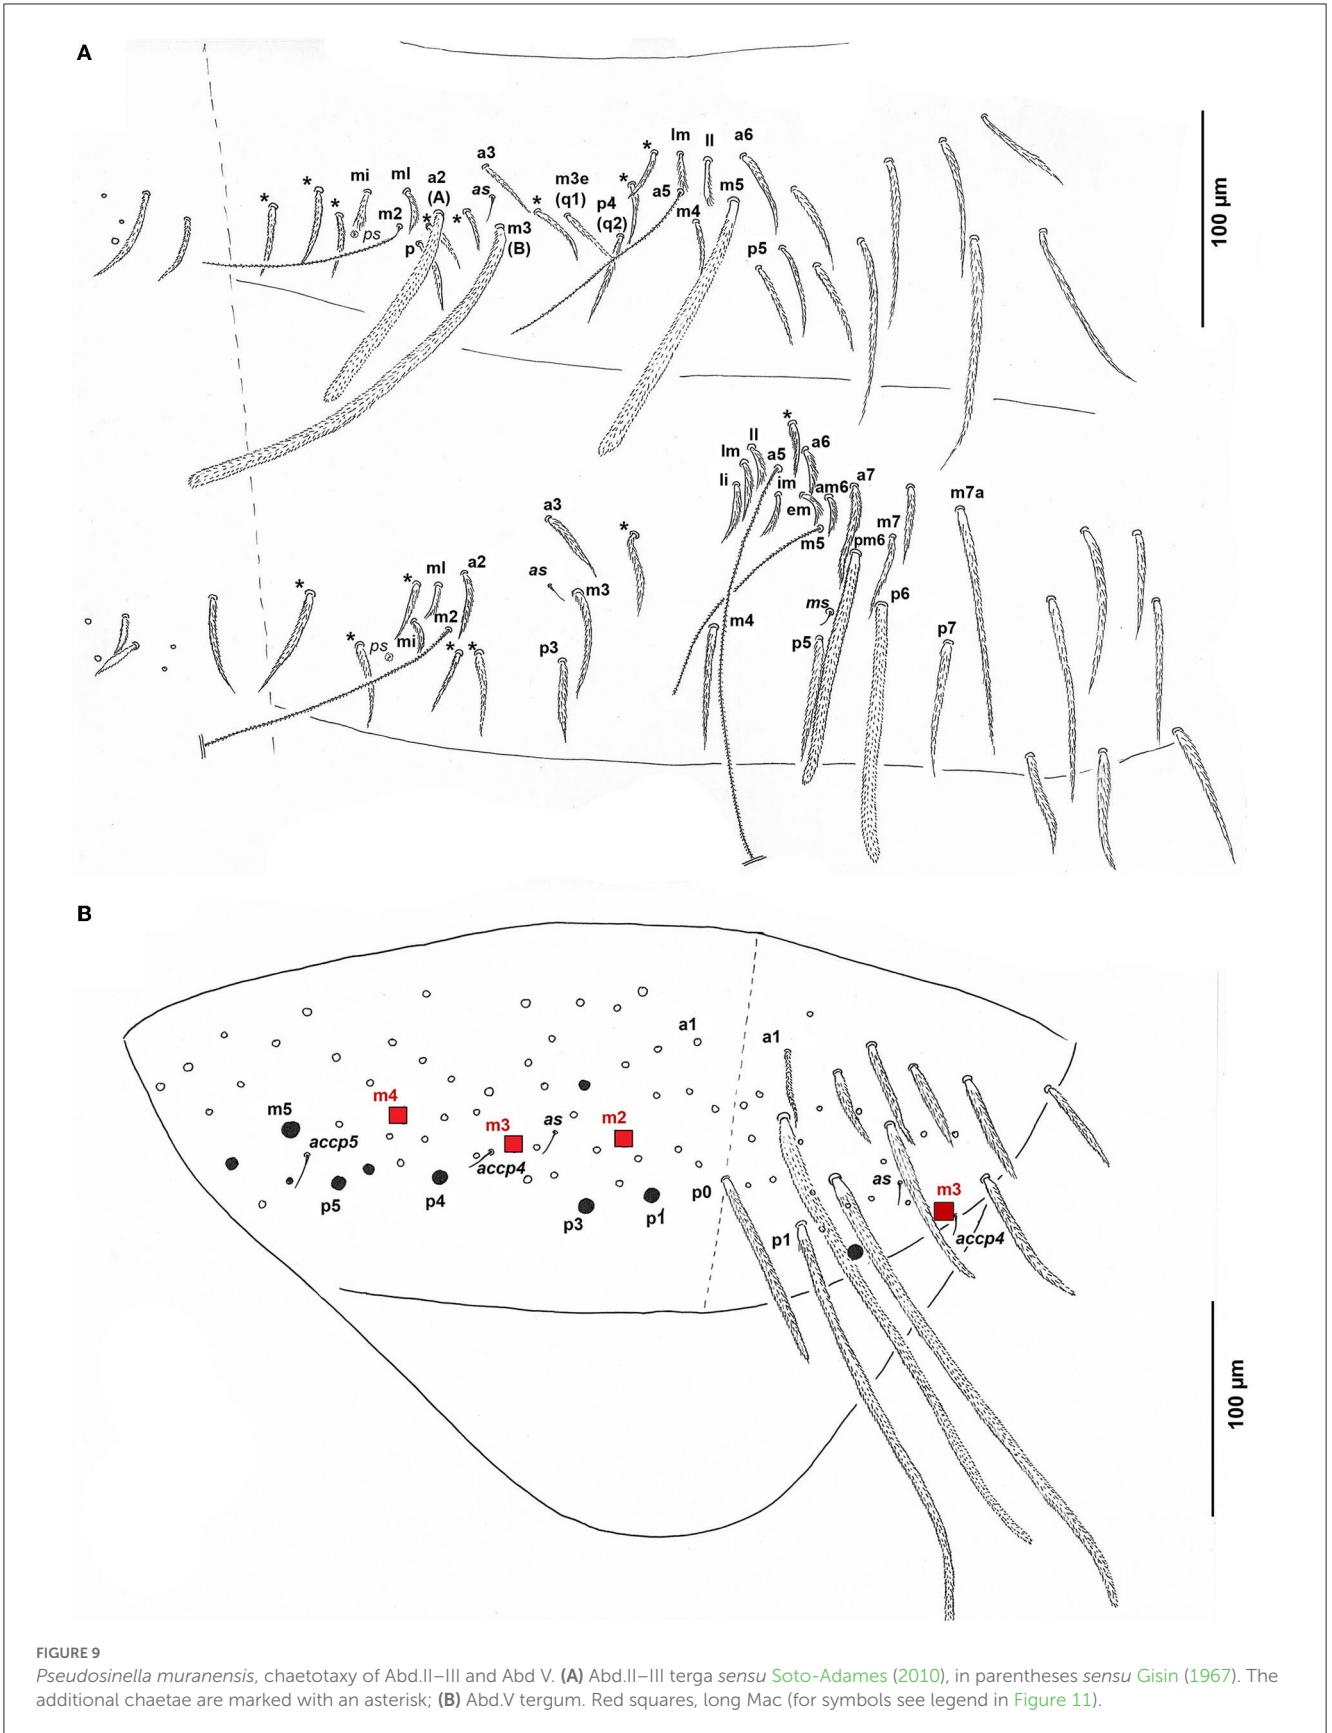 A
100 µm
lm
ll
a6
*
a3
mi
ml
a2
(A)
as
m3e
(q1)
*
a5
m5
*
*
*
m2
*
*
*
p4
(q2)
m4
ps
p
m3
(B)
p5
*
ll
a6
lm
a5
li
im
am6
a7
em
m7a
m7
a3
*
m5
pm6
as
*
ml
a2
*
m3
ms
p6
m2
m4
*
ps
mi
*
*
p3
p5
p7
B
a1
a1
m4
m5
m3
as
m2
accp5
accp4
as
m3
p5
p4
p3
p1
p0
p1
accp4
100 µm
FIGURE 9
Pseudosinella muranensis, chaetotaxy of Abd.II–III and Abd V. (A) Abd.II–III terga sensu Soto-Adames (2010), in parentheses sensu Gisin (1967). The
additional chaetae are marked with an asterisk; (B) Abd.V tergum. Red squares, long Mac (for symbols see legend in Figure 11).